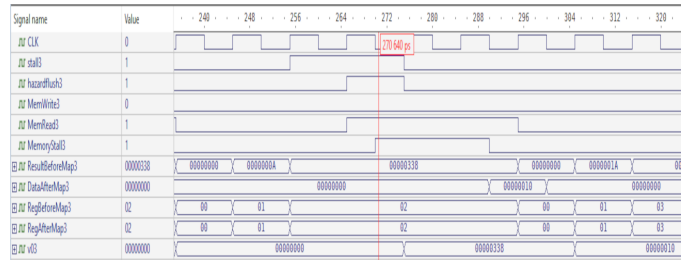 Signal name Value 240 248 256 264 272 280 288 296 304 312 320
CLK 0 270 640 ps
stall3 1
hazardflush3 1
MemWrite3 0
MemRead3 1
MemoryStall3 1
ResultBeforeMap3 00000338 00000000 0000000A 00000338 00000000 0000001A 00
DataAfterMap3 00000000 00000000 00000010 00000000
RegBeforeMap3 02 00 01 02 00 01 03
RegAfterMap3 02 00 01 02 00 01 03
v03 00000000 00000000 00000338 00000010